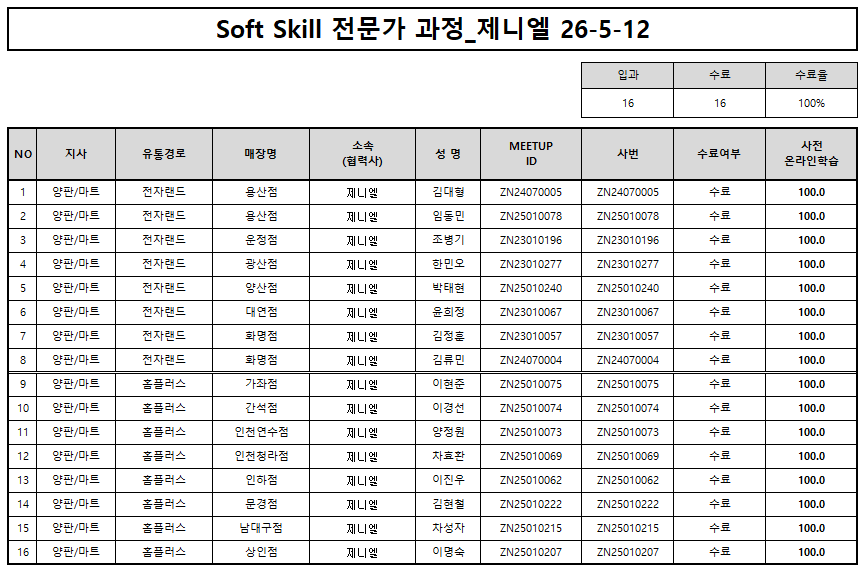 Soft Skill 전문가 과정_제니엘 26-5-12
입과 수료 수료율
16 16 100%
NO 지사 유통경로 매장명 소속 (협력사) 성 명 MEETUP ID 사번 수료여부 사전 온라인학습
1 양판/마트 전자랜드 용산점 제니엘 김대형 ZN24070005 ZN24070005 수료 100.0
2 양판/마트 전자랜드 용산점 제니엘 임동민 ZN25010078 ZN25010078 수료 100.0
3 양판/마트 전자랜드 운정점 제니엘 조병기 ZN23010196 ZN23010196 수료 100.0
4 양판/마트 전자랜드 광산점 제니엘 한민오 ZN23010277 ZN23010277 수료 100.0
5 양판/마트 전자랜드 양산점 제니엘 박태현 ZN25010240 ZN25010240 수료 100.0
6 양판/마트 전자랜드 대연점 제니엘 윤희정 ZN23010067 ZN23010067 수료 100.0
7 양판/마트 전자랜드 화명점 제니엘 김정훈 ZN23010057 ZN23010057 수료 100.0
8 양판/마트 전자랜드 화명점 제니엘 김류민 ZN24070004 ZN24070004 수료 100.0
9 양판/마트 홈플러스 가좌점 제니엘 이현준 ZN25010075 ZN25010075 수료 100.0
10 양판/마트 홈플러스 간석점 제니엘 이경선 ZN25010074 ZN25010074 수료 100.0
11 양판/마트 홈플러스 인천연수점 제니엘 양정원 ZN25010073 ZN25010073 수료 100.0
12 양판/마트 홈플러스 인천청라점 제니엘 차효환 ZN25010069 ZN25010069 수료 100.0
13 양판/마트 홈플러스 인하점 제니엘 이진우 ZN25010062 ZN25010062 수료 100.0
14 양판/마트 홈플러스 문경점 제니엘 김현철 ZN25010222 ZN25010222 수료 100.0
15 양판/마트 홈플러스 남대구점 제니엘 차성자 ZN25010215 ZN25010215 수료 100.0
16 양판/마트 홈플러스 상인점 제니엘 이명숙 ZN25010207 ZN25010207 수료 100.0